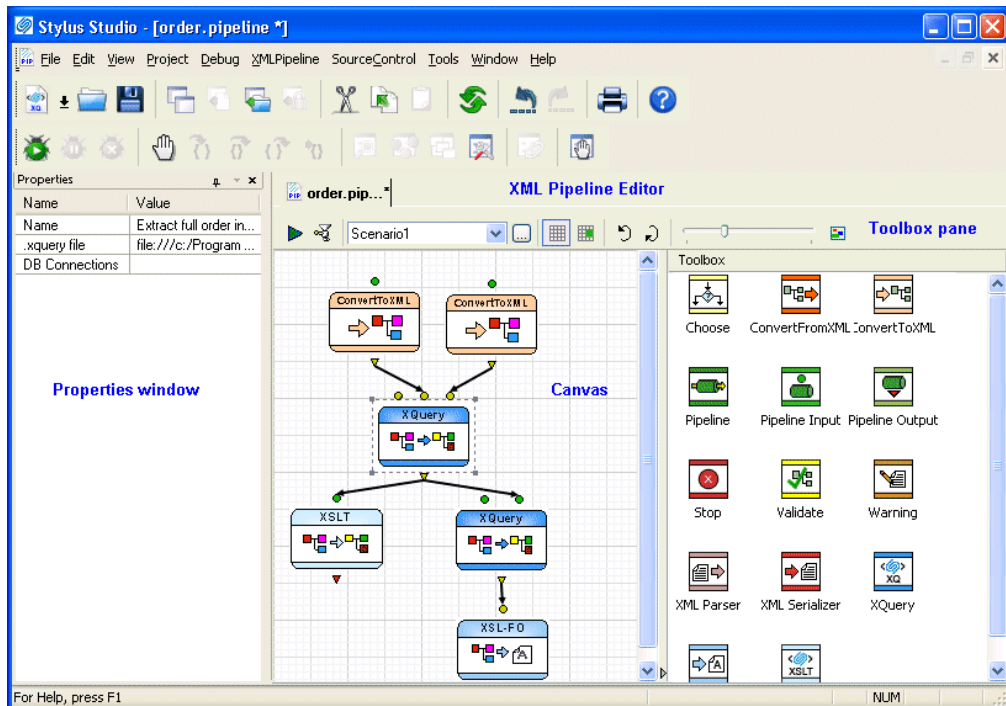 Stylus Studio - [order.pipeline *]
PIP File Edit View Project Debug XMLPipeline SourceControl Tools Window Help
XQ
Properties
Name Value
Name Extract full order in...
.xquery file file:///c:/Program ...
DB Connections
Properties window
PIP order.pip...*
XML Pipeline Editor
Scenario1
Toolbox pane
ConvertToXML
ConvertToXML
Canvas
XQuery
XSLT
XQuery
XSL-FO
Toolbox
Choose ConvertFromXML ConvertToXML
Pipeline Pipeline Input Pipeline Output
Stop Validate Warning
XQ
XML Parser XML Serializer XQuery
XSLT
For Help, press F1
NUM